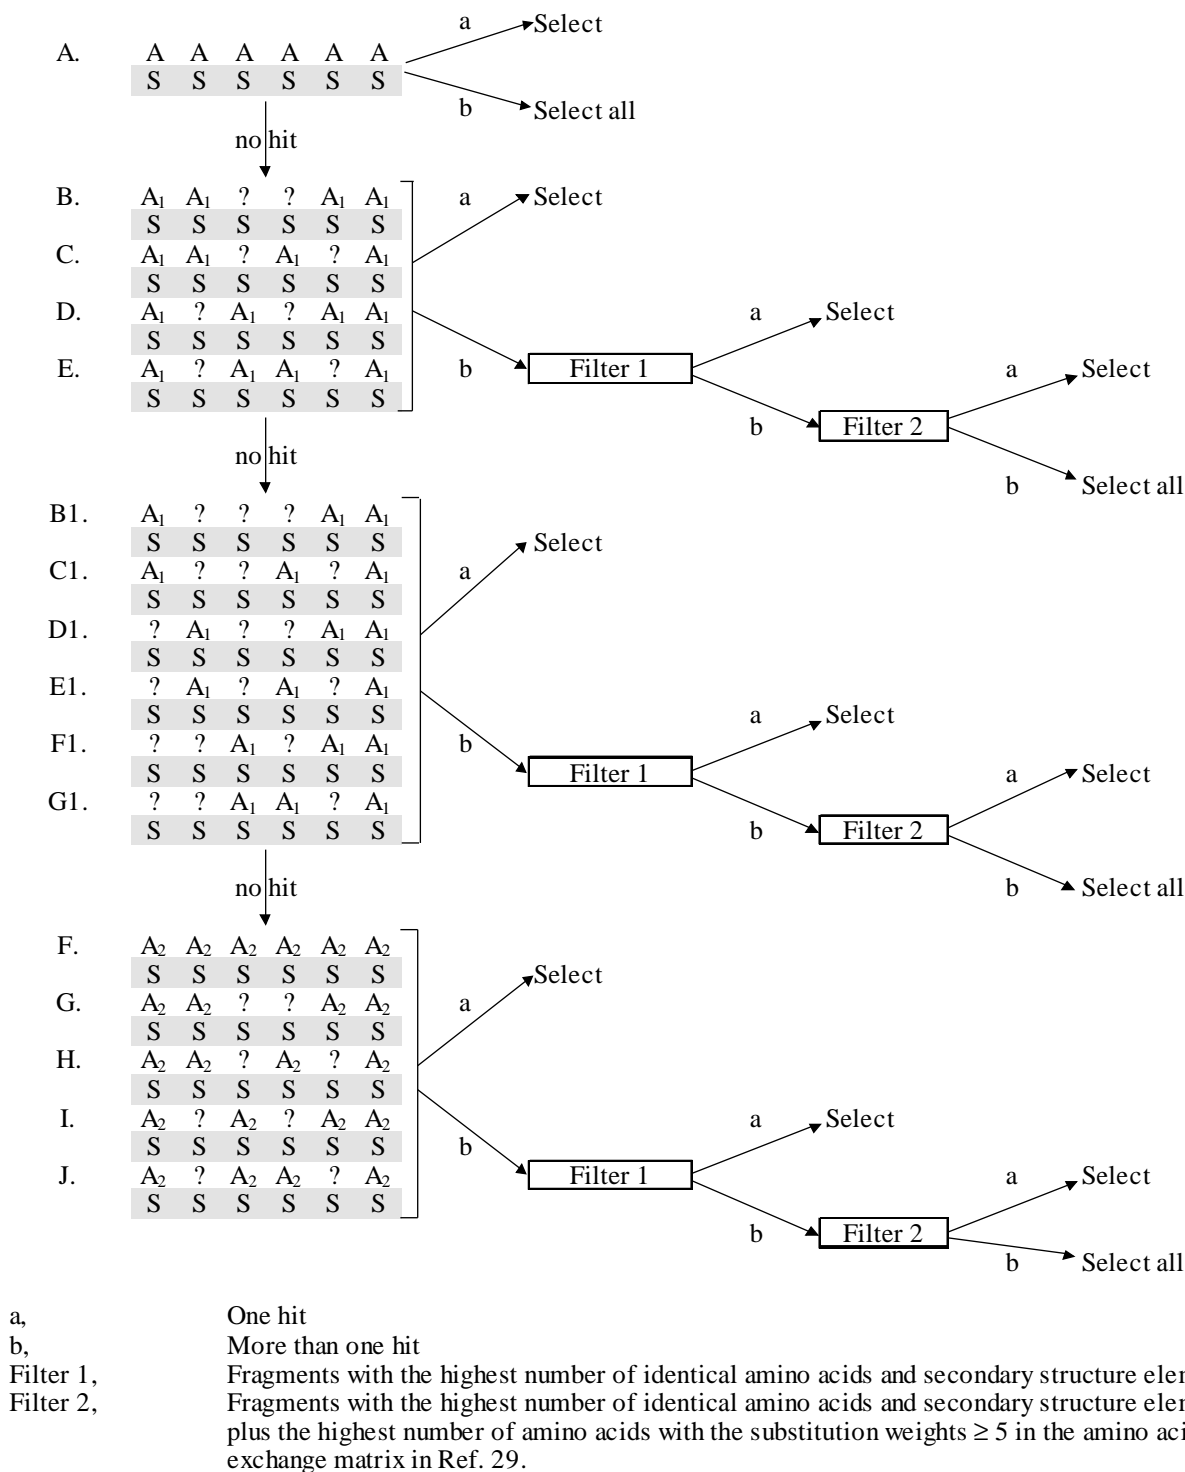 a Select
A. A A A A A A
S S S S S S
b Select all
no hit
B. A1 A1 ? ? A1 A1 a Select
S S S S S S
C. A1 A1 ? A1 ? A1
S S S S S S
D. A1 ? A1 ? A1 A1 a Select
S S S S S S
E. A1 ? A1 A1 ? A1 b Filter 1 a Select
S S S S S S
b Filter 2
no hit
b Select all
B1. A1 ? ? ? A1 A1
S S S S S S Select
C1. A1 ? ? A1 ? A1 a
S S S S S S
D1. ? A1 ? ? A1 A1
S S S S S S
E1. ? A1 ? A1 ? A1
S S S S S S a Select
F1. ? ? A1 ? A1 A1 b
S S S S S S Filter 1 a Select
G1. ? ? A1 A1 ? A1
S S S S S S b Filter 2
no hit b Select all
F. A2 A2 A2 A2 A2 A2
S S S S S S Select
G. A2 A2 ? ? A2 A2 a
S S S S S S
H. A2 A2 ? A2 ? A2
S S S S S S
I. A2 ? A2 ? A2 A2 a Select
S S S S S S b
J. A2 ? A2 A2 ? A2 Filter 1 a Select
S S S S S S
b Filter 2
b Select all
a, One hit
b, More than one hit
Filter 1, Fragments with the highest number of identical amino acids and secondary structure
Filter 2, Fragments with the highest number of identical amino acids and secondary structure
plus the highest number of amino acids with the substitution weights ≥ 5 in the amino
exchange matrix in Ref. 29.